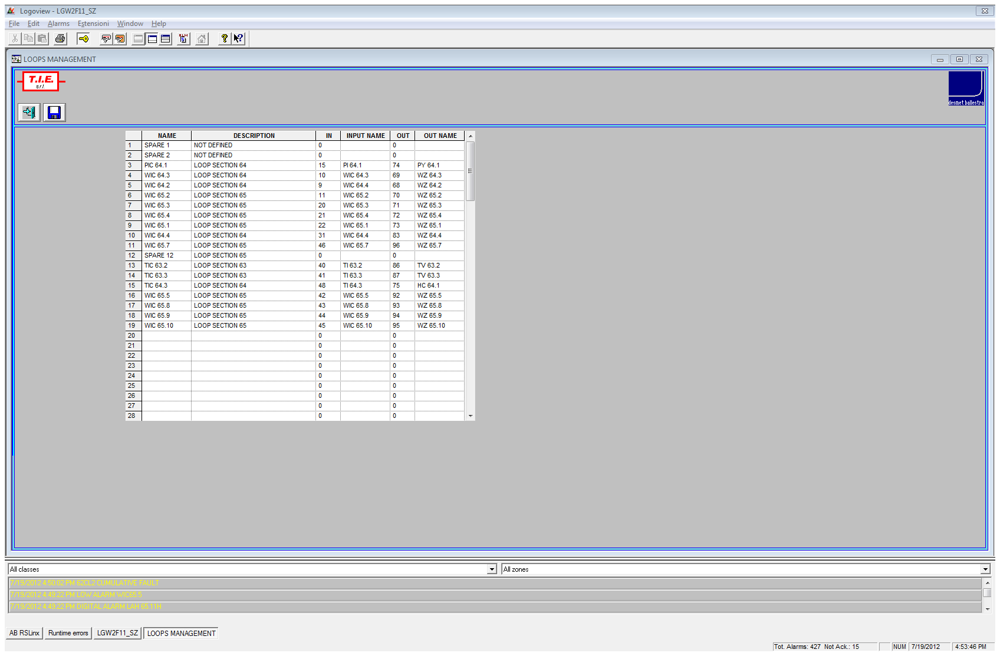 Logoview - LGW2F11_SZ
File Edit Alarms Estensioni Window Help
LOOPS MANAGEMENT
T.I.E.
s.r.l.
desmet ballestra
NAME DESCRIPTION IN INPUT NAME OUT OUT NAME
1 SPARE 1 NOT DEFINED 0 0
2 SPARE 2 NOT DEFINED 0 0
3 PIC 64.1 LOOP SECTION 64 15 PI 64.1 74 PY 64.1
4 WIC 64.3 LOOP SECTION 64 10 WIC 64.3 69 WZ 64.3
5 WIC 64.2 LOOP SECTION 64 9 WIC 64.4 68 WZ 64.2
6 WIC 65.2 LOOP SECTION 65 11 WIC 65.2 70 WZ 65.2
7 WIC 65.3 LOOP SECTION 65 20 WIC 65.3 71 WZ 65.3
8 WIC 65.4 LOOP SECTION 65 21 WIC 65.4 72 WZ 65.4
9 WIC 65.1 LOOP SECTION 65 22 WIC 65.1 73 WZ 65.1
10 WIC 64.4 LOOP SECTION 64 31 WIC 64.4 83 WZ 64.4
11 WIC 65.7 LOOP SECTION 65 46 WIC 65.7 96 WZ 65.7
12 SPARE 12 LOOP SECTION 65 0 0
13 TIC 63.2 LOOP SECTION 63 40 TI 63.2 86 TV 63.2
14 TIC 63.3 LOOP SECTION 63 41 TI 63.3 87 TV 63.3
15 TIC 64.3 LOOP SECTION 64 48 TI 64.3 75 HC 64.1
16 WIC 65.5 LOOP SECTION 65 42 WIC 65.5 92 WZ 65.5
17 WIC 65.8 LOOP SECTION 65 43 WIC 65.8 93 WZ 65.8
18 WIC 65.9 LOOP SECTION 65 44 WIC 65.9 94 WZ 65.9
19 WIC 65.10 LOOP SECTION 65 45 WIC 65.10 95 WZ 65.10
20 0 0
21 0 0
22 0 0
23 0 0
24 0 0
25 0 0
26 0 0
27 0 0
28 0 0
All classes All zones
7/19/2012 4:50:02 PM 62CL2 CUMULATIVE FAULT
7/19/2012 4:49:22 PM LOW ALARM WIC65.5
7/19/2012 4:49:22 PM DIGITAL ALARM LAH 65.11H
AB RSLinx Runtime errors LGW2F11_SZ LOOPS MANAGEMENT
Tot. Alarms: 427 Not Ack.: 15 NUM 7/19/2012 4:53:46 PM